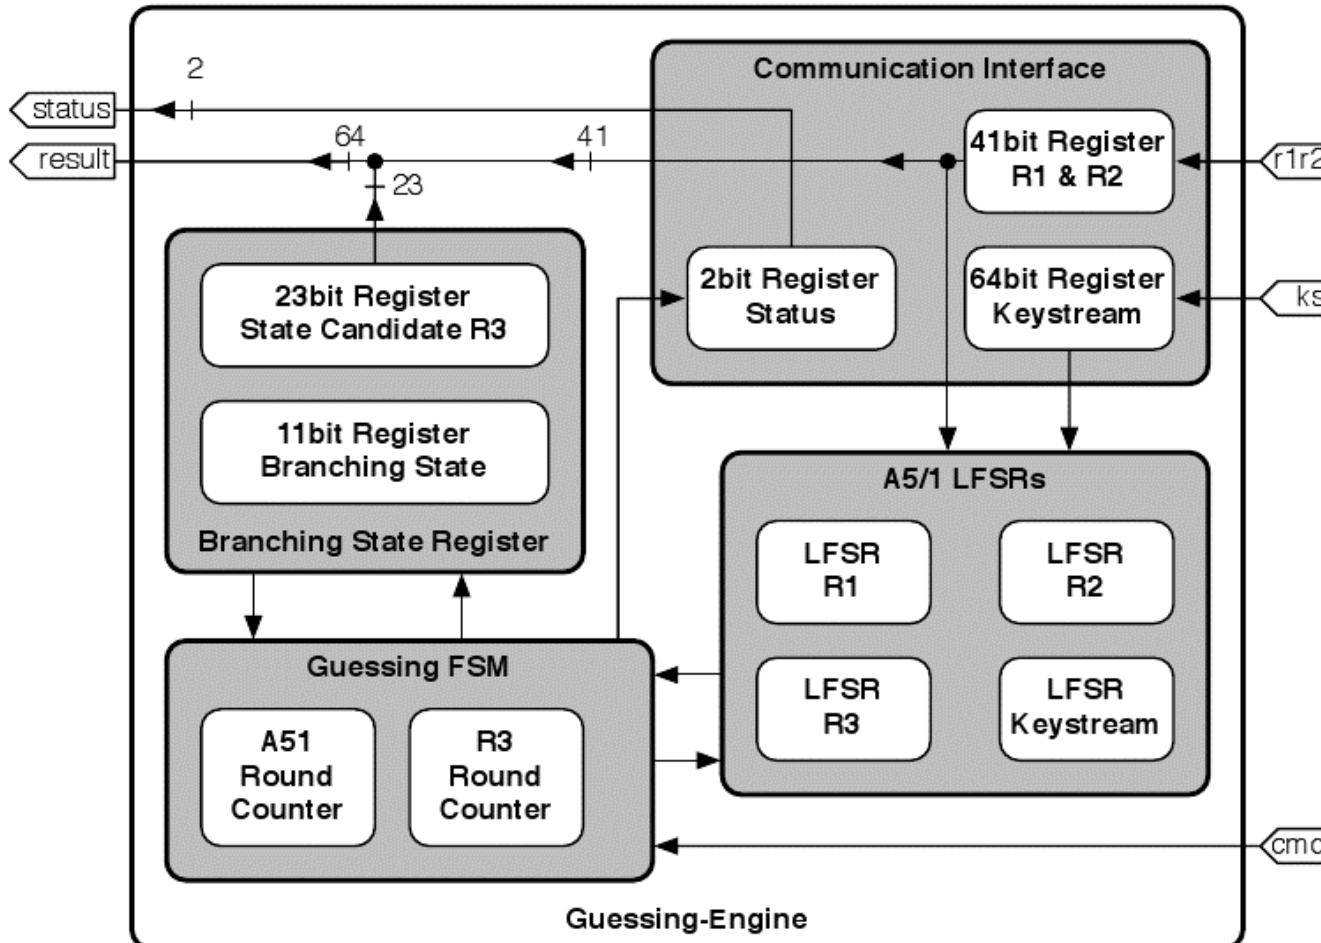 Communication Interface
2
status
64
41
41bit Register
R1 & R2
result
r1r2
23
23bit Register
State Candidate R3
2bit Register
Status
64bit Register
Keystream
ks
11bit Register
Branching State
Branching State Register
A5/1 LFSRs
LFSR
R1
LFSR
R2
Guessing FSM
LFSR
R3
LFSR
Keystream
A51
Round
Counter
R3
Round
Counter
Guessing-Engine